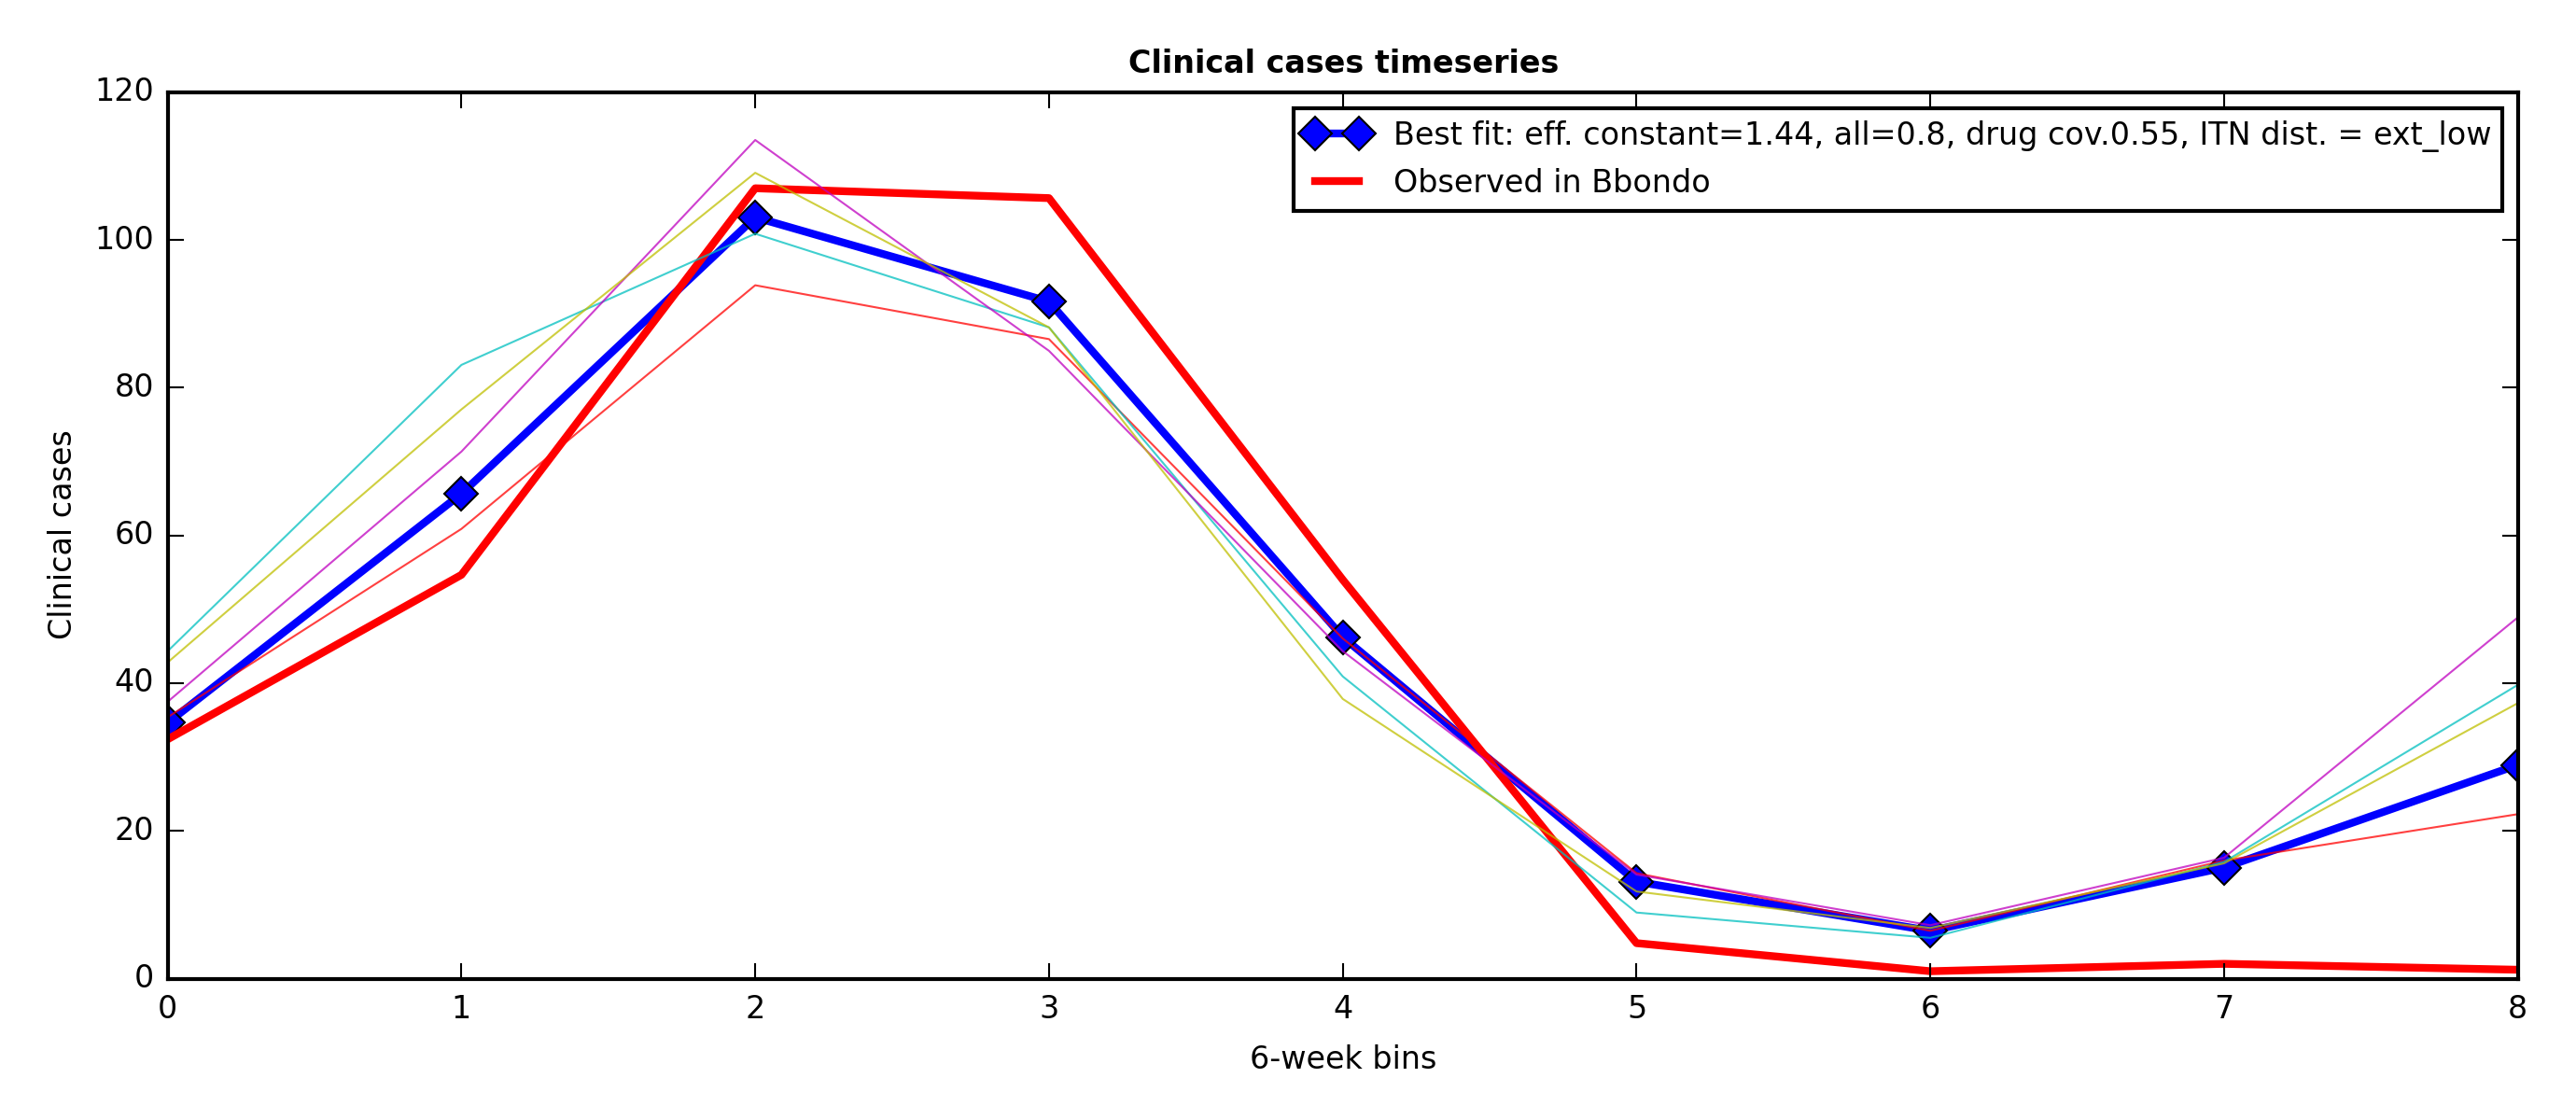 Clinical cases timeseries
120
100
80
60
40
20
0
Clinical cases
Best fit: eff. constant=1.44, all=0.8, drug cov.0.55, ITN dist. = ext_low
Observed in Bbondo
0 1 2 3 4 5 6 7 8
6-week bins